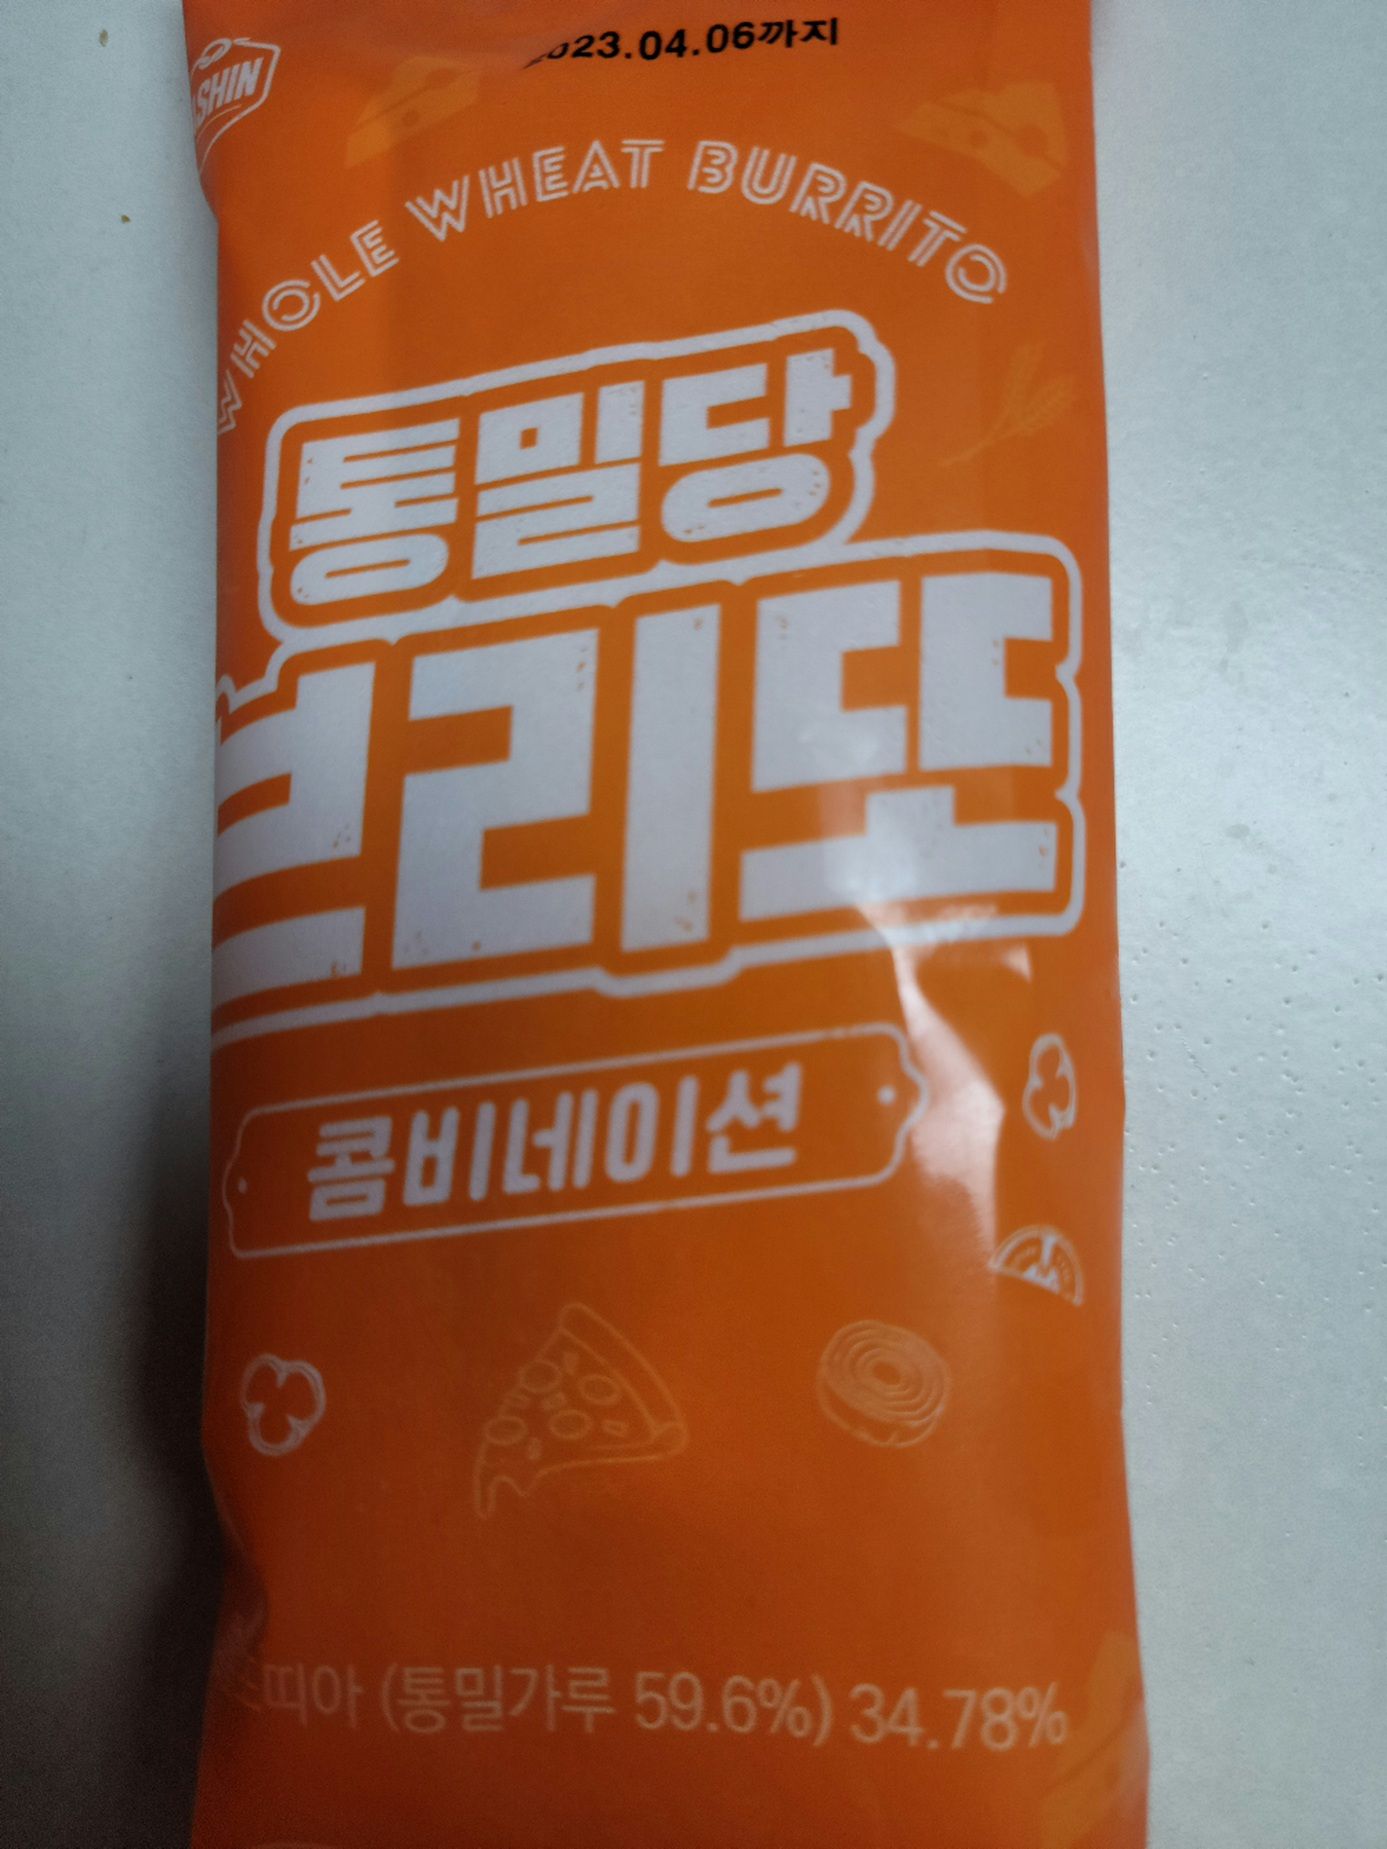 2023.04.06까지
WHOLE WHEAT BURRITO
통밀당
브리또
콤비네이션
(통밀가루 59.6%) 34.78%